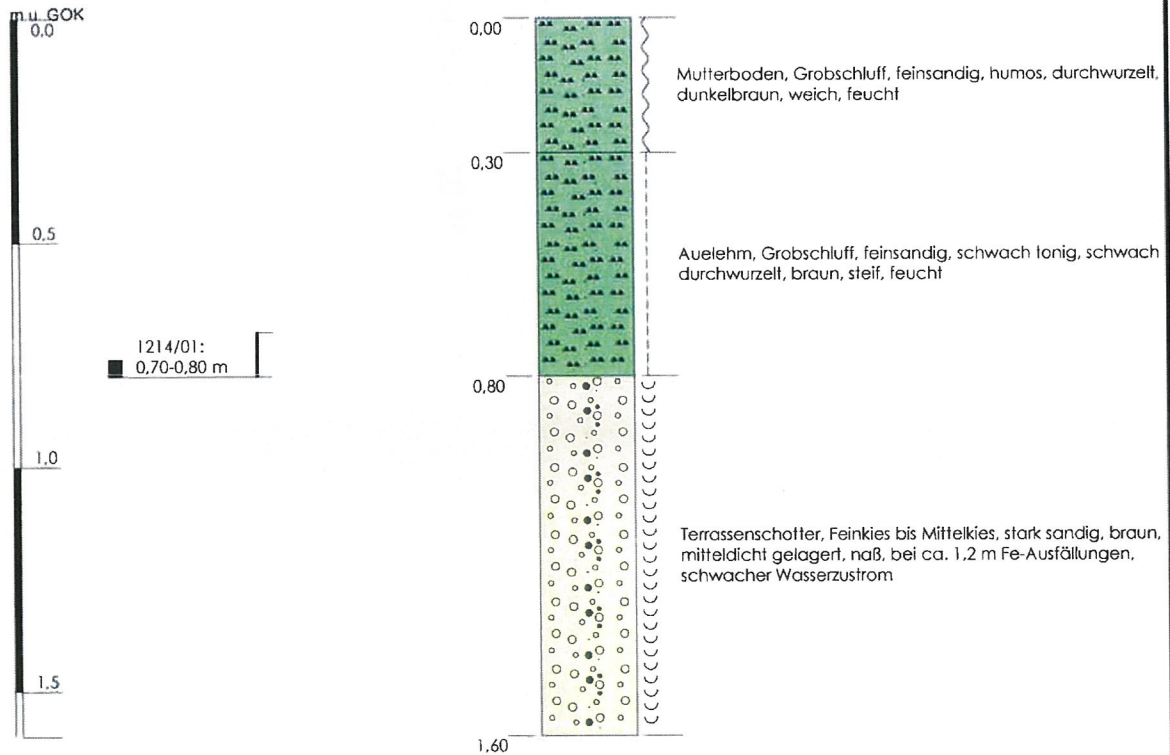 m u. GOK
0,0
0,5
1,0
1,5
1214/01:
0,70-0,80 m
0,00
0,30
0,80
1,60
Mutterboden, Grobschluff, feinsandig, humos, durchwurzelt,
dunkelbraun, weich, feucht
Auelehm, Grobschluff, feinsandig, schwach tonig, schwach
durchwurzelt, braun, steif, feucht
Terrassenschotter, Feinkies bis Mittelkies, stark sandig, braun,
mitteldicht gelagert, naß, bei ca. 1,2 m Fe-Ausfällungen,
schwacher Wasserzustrom